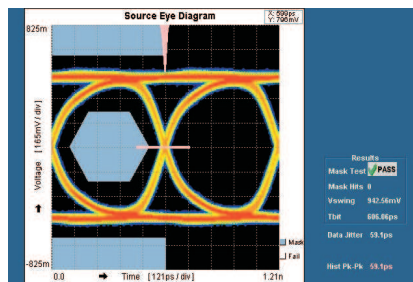 Source Eye Diagram
X: 699ps
Y: 796mV
825m
Voltage [165mV / div]
-825m
0.0
Time [121ps / div]
1.21n
Mask
Fail
Results
Mask Test PASS
Mask Hits 0
Vswing 942.56mV
Tbit 606.06ps
Data Jitter 59.1ps
Hist Pk-Pk 59.1ps